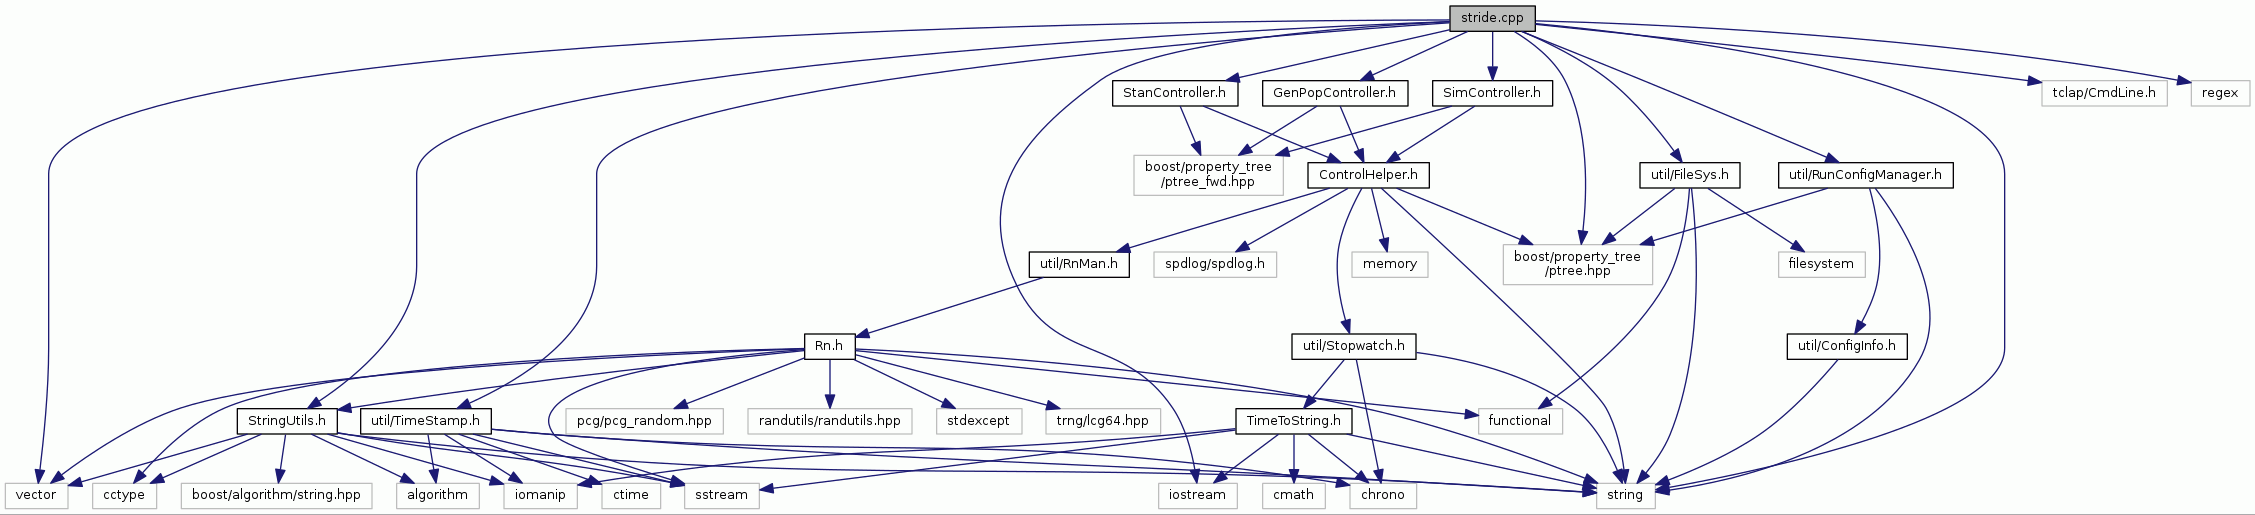 stride.cpp
StanController.h
GenPopController.h
SimController.h
tclap/CmdLine.h
regex
boost/property_tree
/ptree_fwd.hpp
ControlHelper.h
util/FileSys.h
util/RunConfigManager.h
util/RnMan.h
spdlog/spdlog.h
memory
boost/property_tree
/ptree.hpp
filesystem
Rn.h
util/Stopwatch.h
util/ConfigInfo.h
StringUtils.h
util/TimeStamp.h
pcg/pcg_random.hpp
randutils/randutils.hpp
stdexcept
trng/lcg64.hpp
TimeToString.h
functional
vector
cctype
boost/algorithm/string.hpp
algorithm
iomanip
ctime
sstream
iostream
cmath
chrono
string